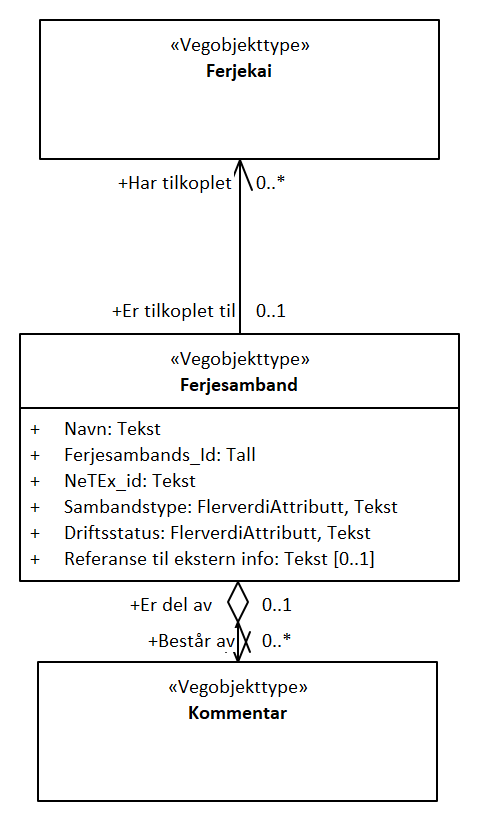 «Vegobjekttype»
Ferjekai
+Har tilkoplet 0..*
+Er tilkoplet til 0..1
«Vegobjekttype»
Ferjesamband
+ Navn: Tekst
+ Ferjesambands_Id: Tall
+ NeTEx_id: Tekst
+ Sambandstype: FlerverdiAttributt, Tekst
+ Driftsstatus: FlerverdiAttributt, Tekst
+ Referanse til ekstern info: Tekst [0..1]
+Er del av 0..1
+Består av 0..*
«Vegobjekttype»
Kommentar